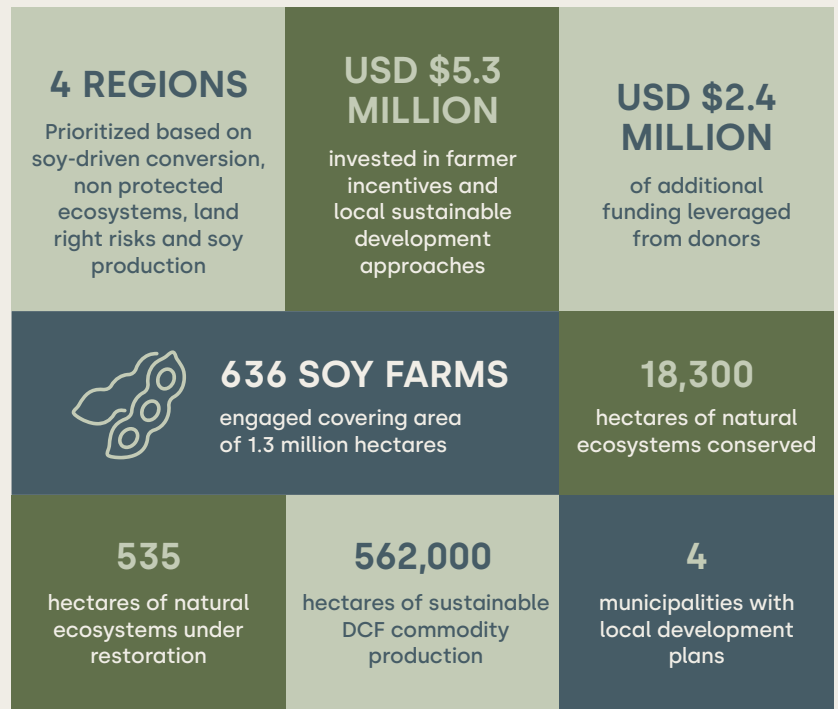 4 REGIONS
Prioritized based on
soy-driven conversion,
non protected
ecosystems, land
right risks and soy
production
USD $5.3
MILLION
invested in farmer
incentives and
local sustainable
development
approaches
USD $2.4
MILLION
of additional
funding leveraged
from donors
636 SOY FARMS
engaged covering area
of 1.3 million hectares
18,300
hectares of natural
ecosystems conserved
535
hectares of natural
ecosystems under
restoration
562,000
hectares of sustainable
DCF commodity
production
4
municipalities with
local development
plans